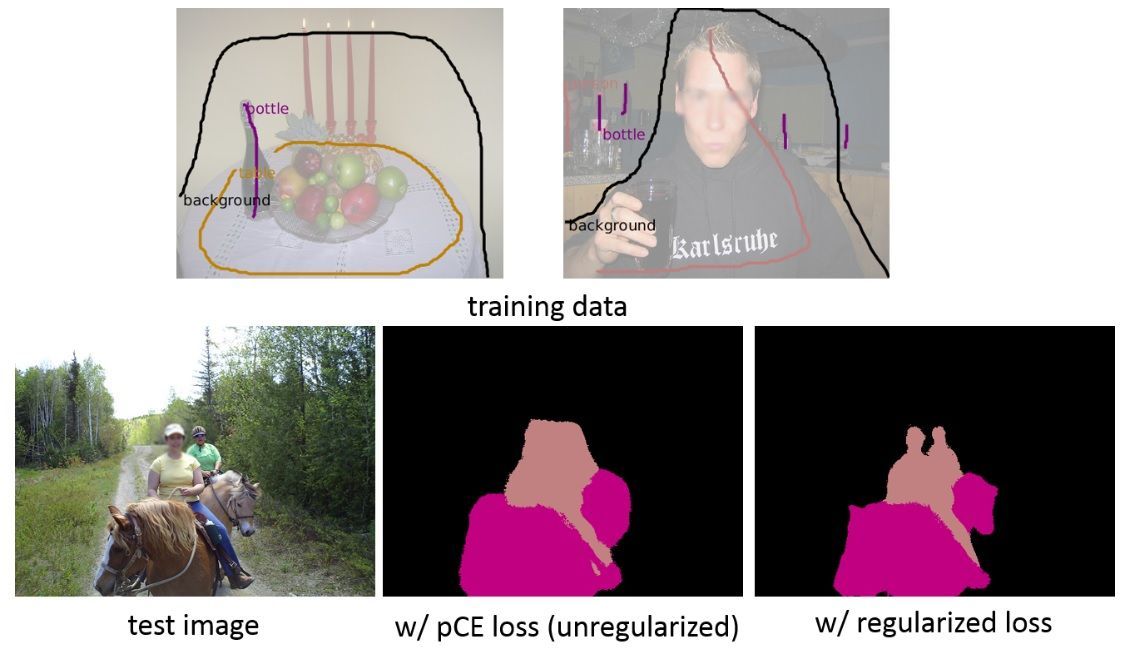 bottle
table
background
person
bottle
background
Karlsruhe
training data
test image
w/ pCE loss (unregularized)
w/ regularized loss